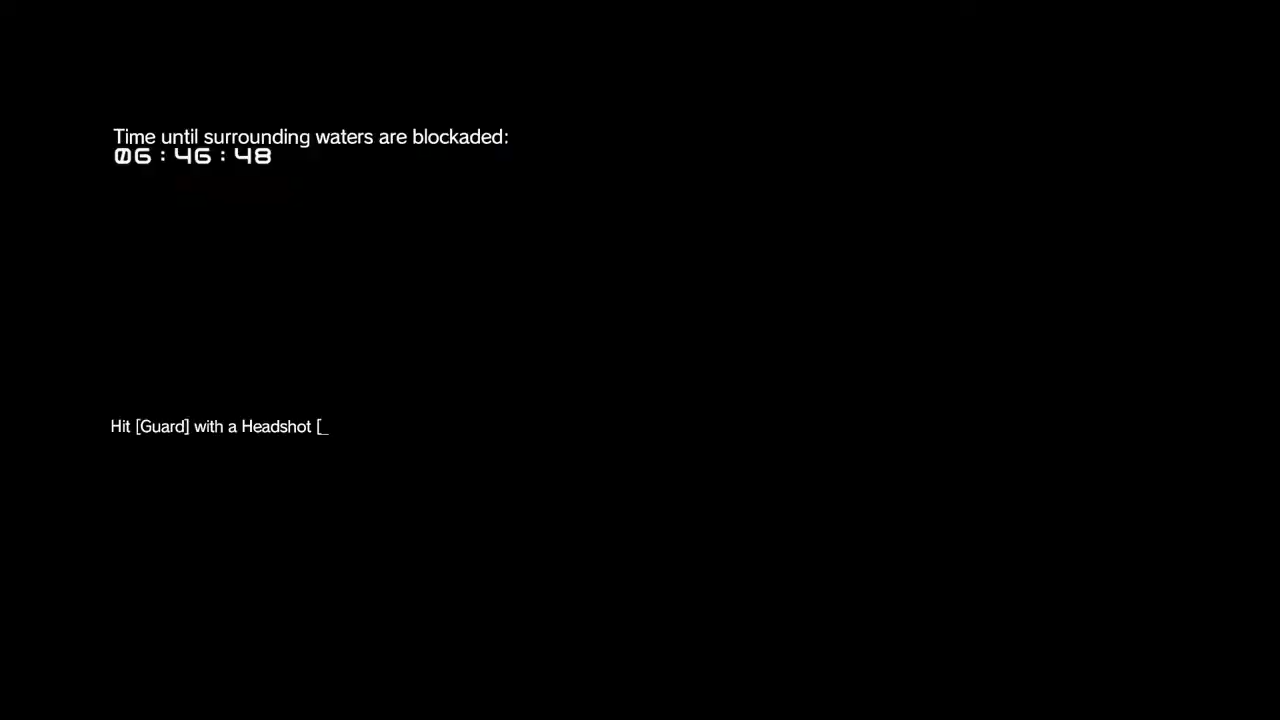 Time until surrounding waters are blockaded:
06:46:48
Hit [Guard] with a Headshot [_